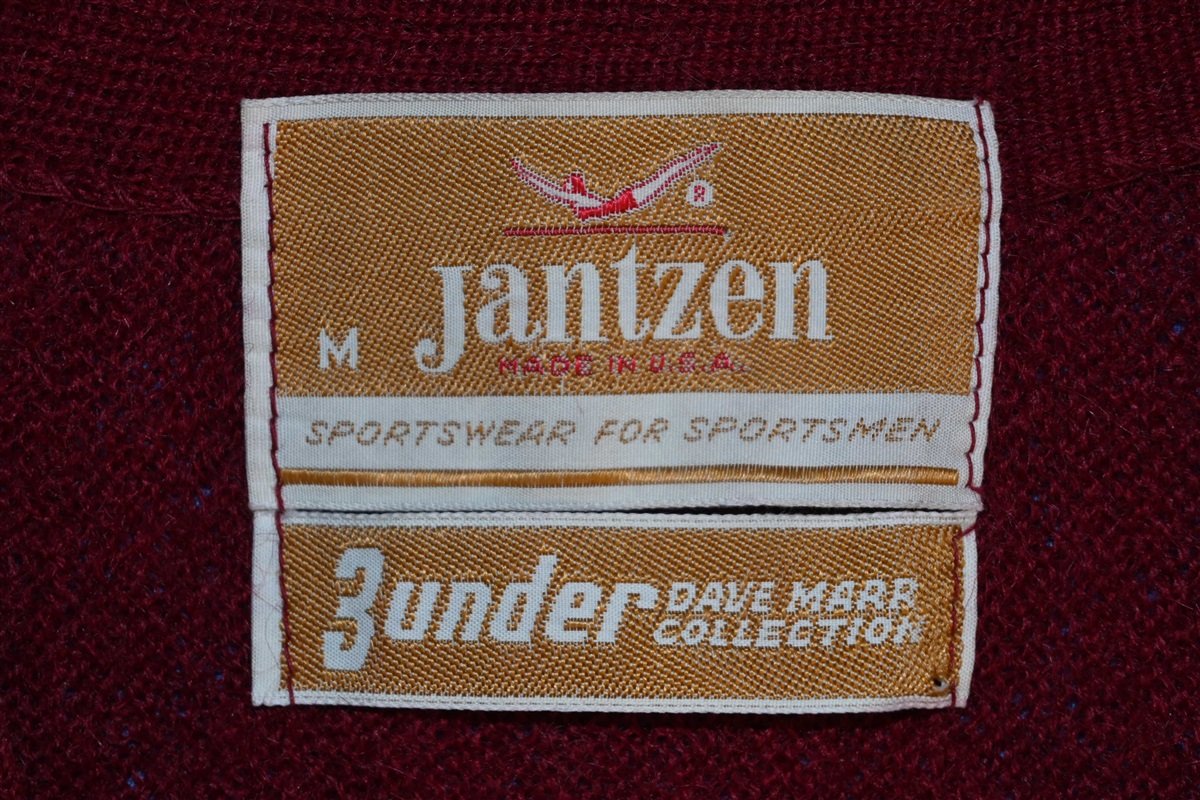 ®
Jantzen
M
MADE IN U.S.A.
SPORTSWEAR FOR SPORTSMEN
3under DAVE MARR
COLLECTION